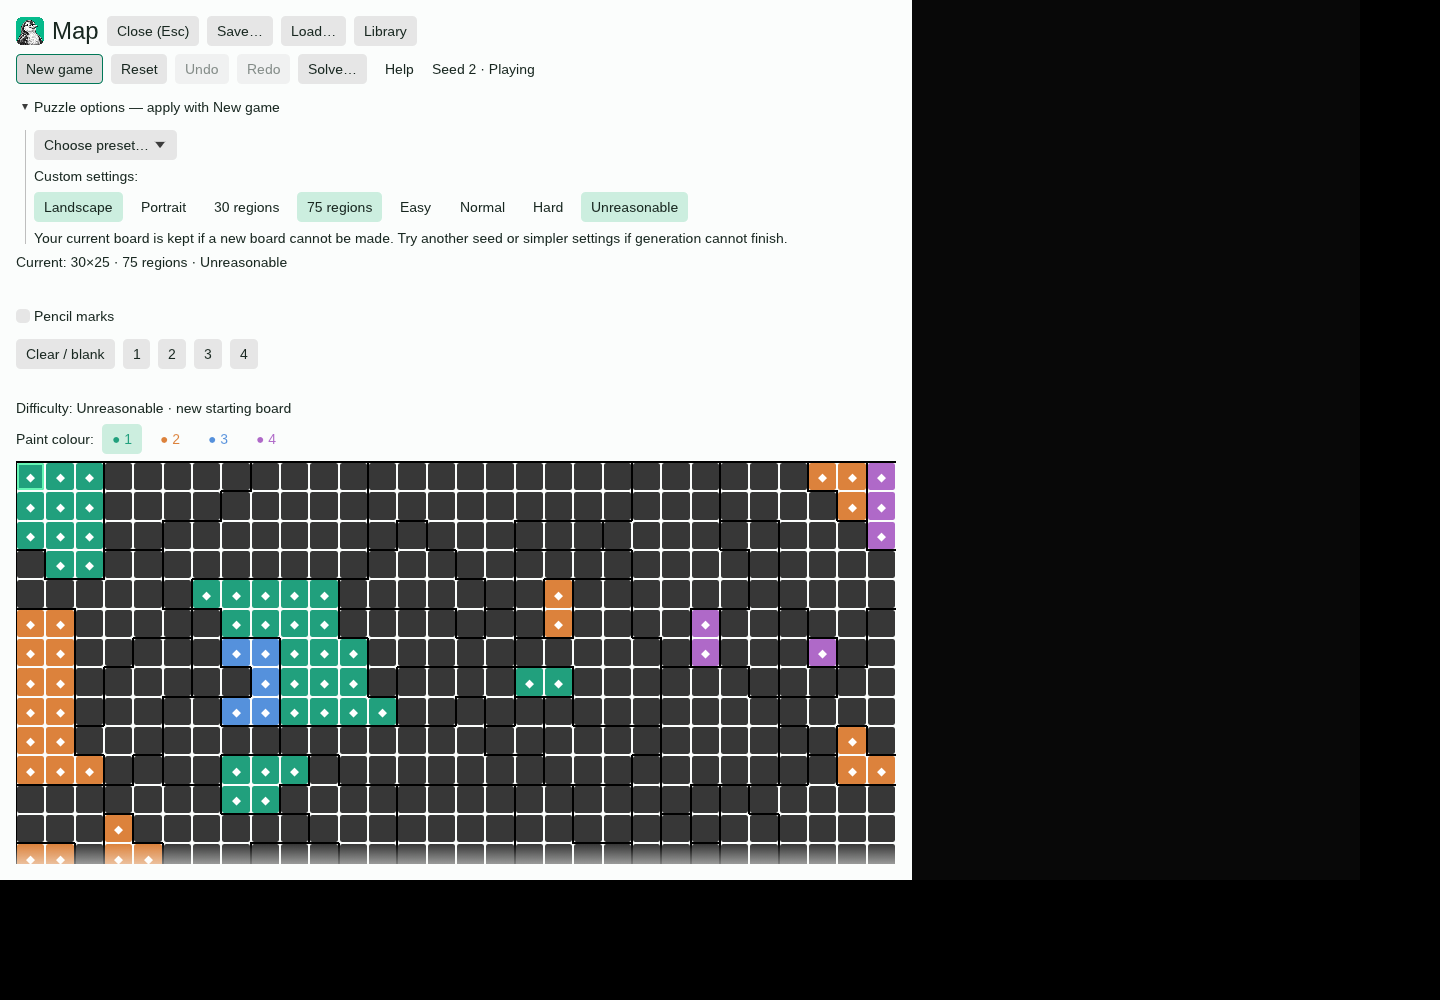 Map Close (Esc) Save… Load… Library
New game Reset Undo Redo Solve… Help Seed 2 · Playing
▾ Puzzle options — apply with New game
Choose preset…
Custom settings:
Landscape Portrait 30 regions 75 regions Easy Normal Hard Unreasonable
Your current board is kept if a new board cannot be made. Try another seed or simpler settings if generation cannot finish.
Current: 30×25 · 75 regions · Unreasonable
Pencil marks
Clear / blank 1 2 3 4
Difficulty: Unreasonable · new starting board
Paint colour: ● 1 ● 2 ● 3 ● 4